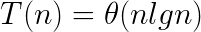 T(n) = θ(nlgn)